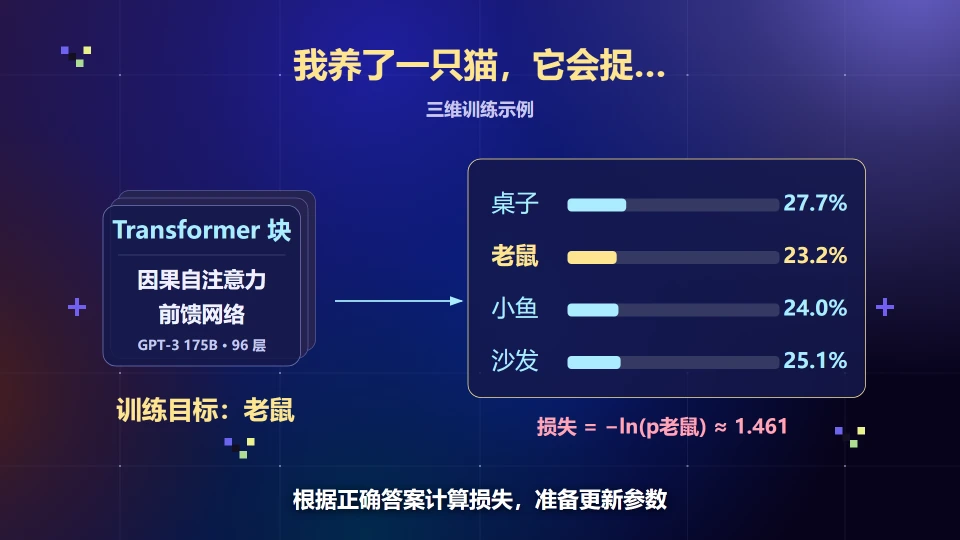 我养了一只猫，它会捉…
三维训练示例
Transformer 块
因果自注意力
前馈网络
GPT-3 175B • 96 层
训练目标：老鼠
桌子 27.7%
老鼠 23.2%
小鱼 24.0%
沙发 25.1%
损失 = −ln(p老鼠) ≈ 1.461
根据正确答案计算损失，准备更新参数